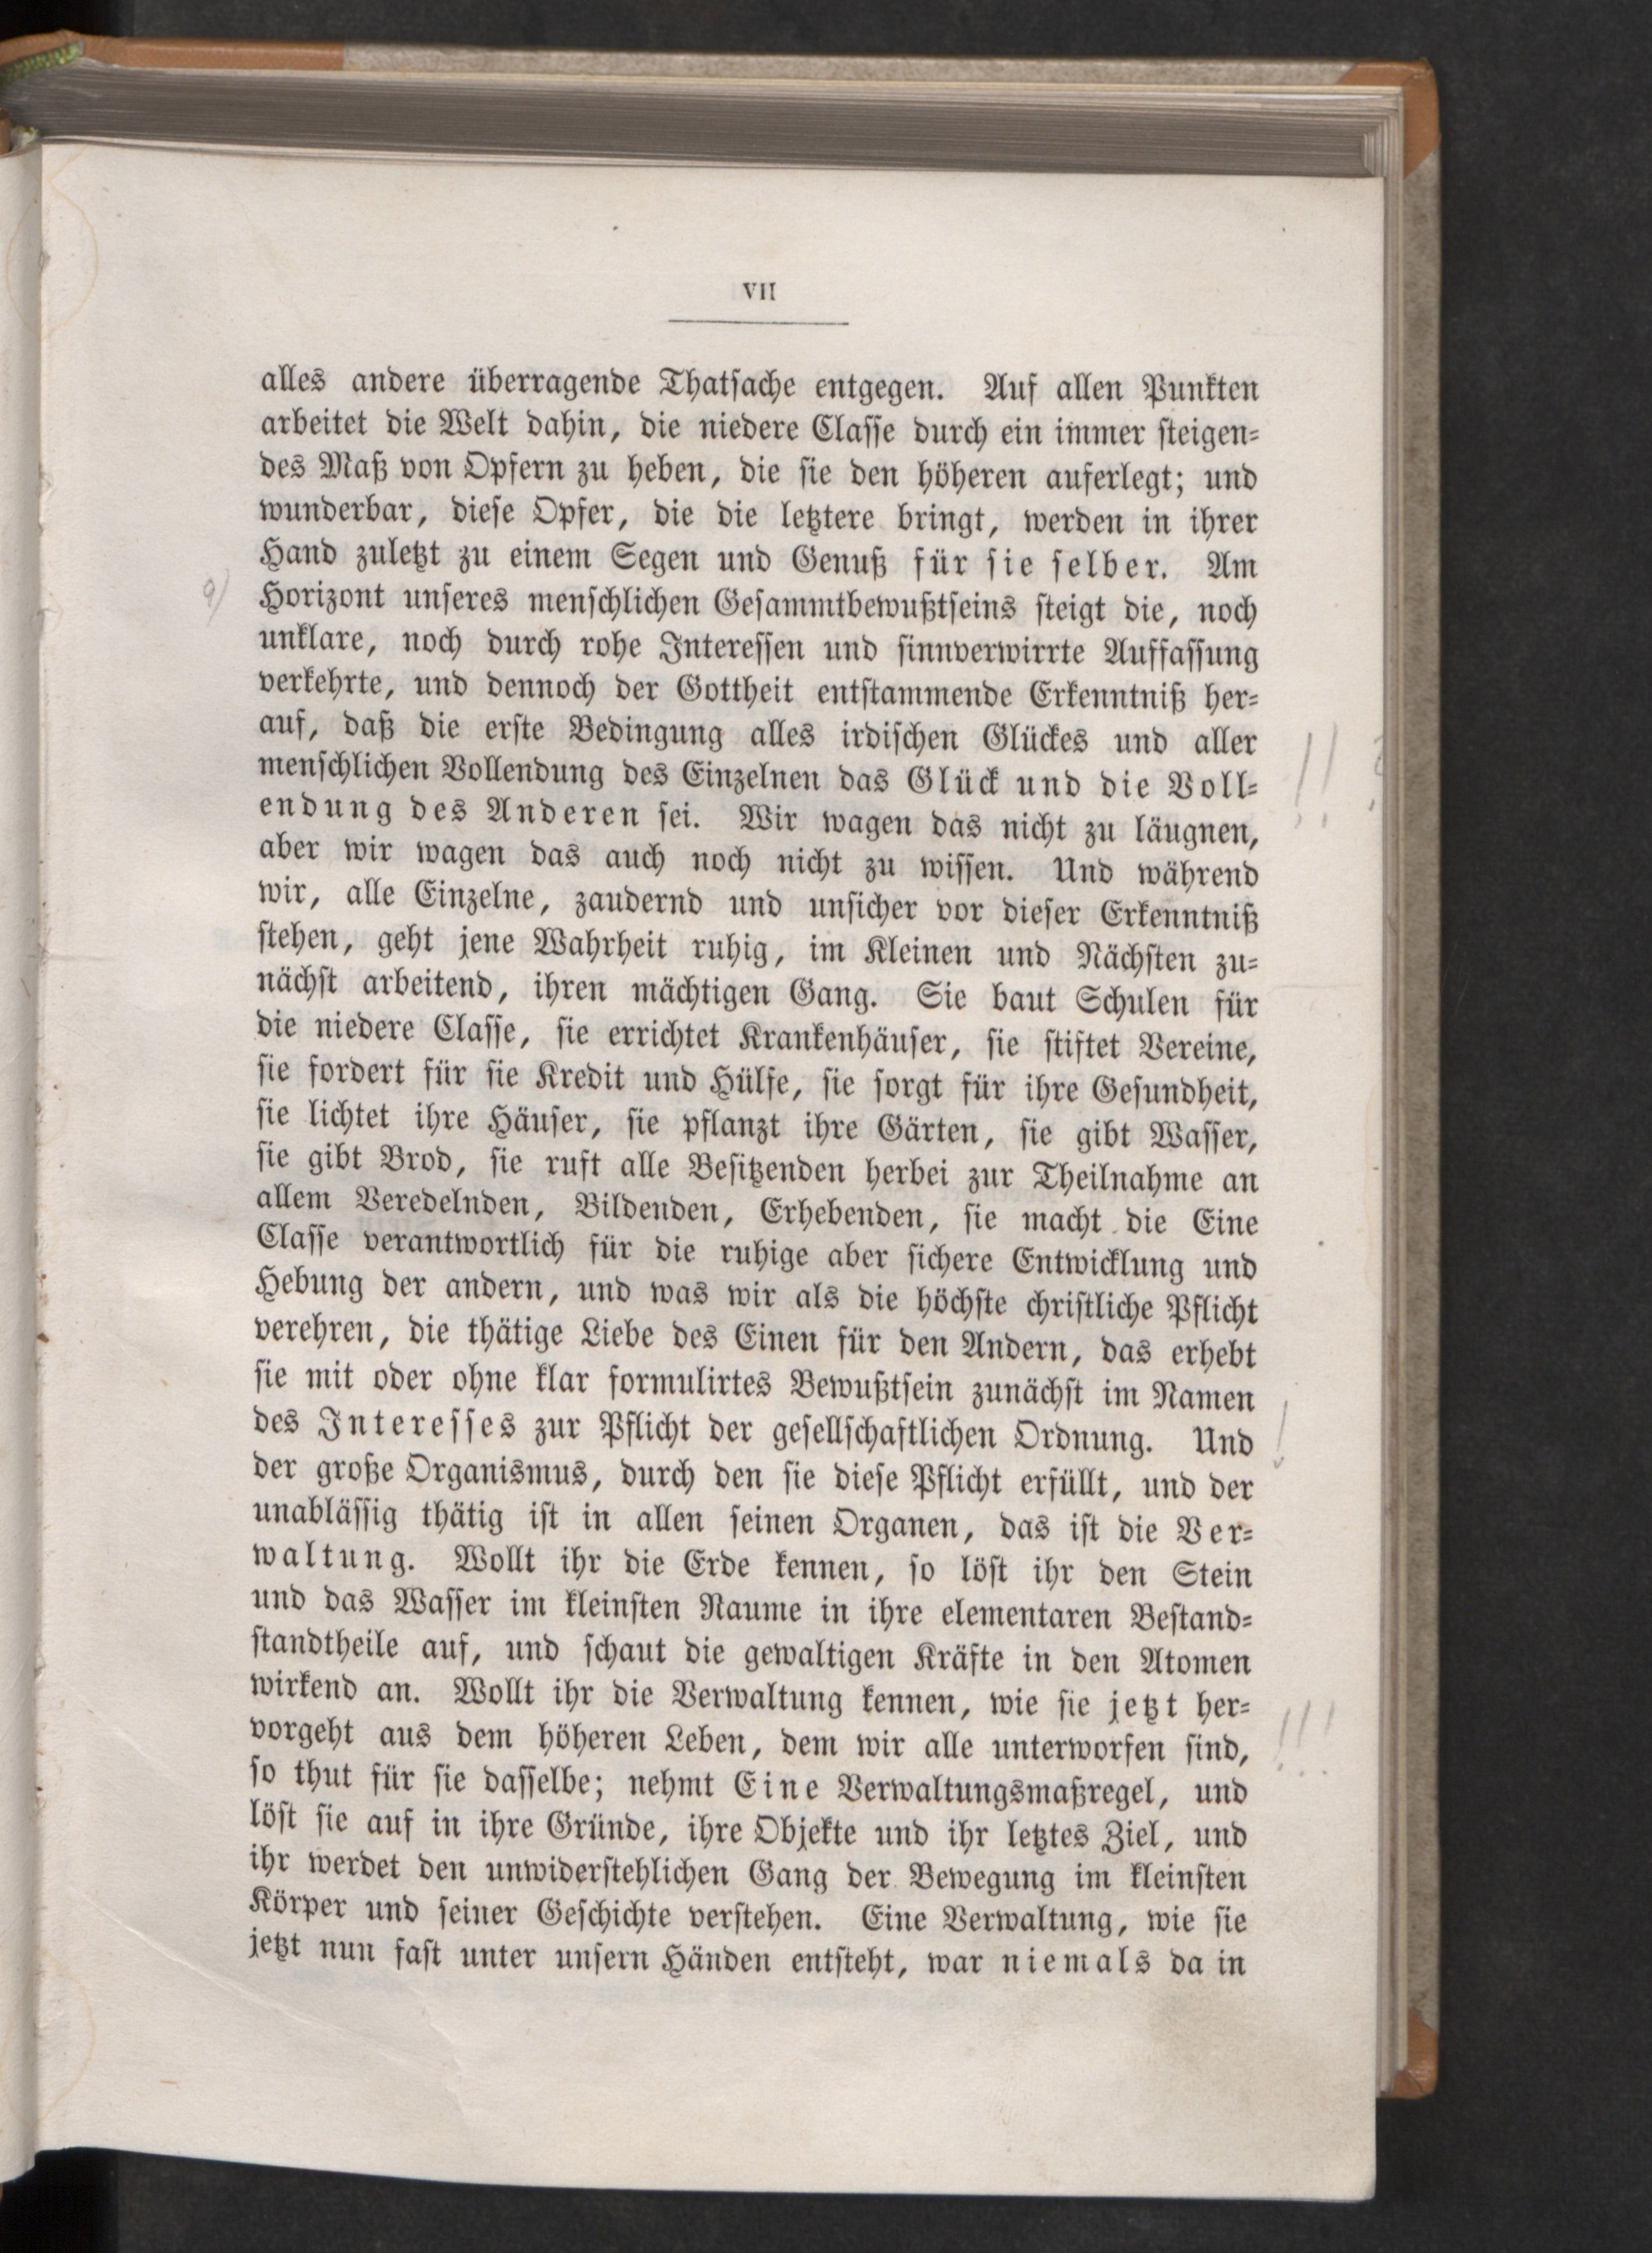 VII
alles andere überragende Thatsache entgegen. Auf allen Punkten
arbeitet die Welt dahin, die niedere Classe durch ein immer steigen-
des Maß von Opfern zu heben, die sie den höheren auferlegt; und
wunderbar, diese Opfer, die die letztere bringt, werden in ihrer
Hand zuletzt zu einem Segen und Genuß für sie selber. Am
Horizont unseres menschlichen Gesammtbewußtseins steigt die, noch
unklare, noch durch rohe Interessen und sinnverwirrte Auffassung
verkehrte, und dennoch der Gottheit entstammende Erkenntniß her-
auf, daß die erste Bedingung alles irdischen Glückes und aller
menschlichen Vollendung des Einzelnen das Glück und die Voll-
endung des Anderen sei. Wir wagen das nicht zu läugnen,
aber wir wagen das auch noch nicht zu wissen. Und während
wir, alle Einzelne, zaudernd und unsicher vor dieser Erkenntniß
stehen, geht jene Wahrheit ruhig, im Kleinen und Nächsten zu-
nächst arbeitend, ihren mächtigen Gang. Sie baut Schulen für
die niedere Classe, sie errichtet Krankenhäuser, sie stiftet Vereine,
sie fordert für sie Kredit und Hülfe, sie sorgt für ihre Gesundheit,
sie lichtet ihre Häuser, sie pflanzt ihre Gärten, sie gibt Wasser,
sie gibt Brod, sie ruft alle Besitzenden herbei zur Theilnahme an
allem Veredelnden, Bildenden, Erhebenden, sie macht die Eine
Classe verantwortlich für die ruhige aber sichere Entwicklung und
Hebung der andern, und was wir als die höchste christliche Pflicht
verehren, die thätige Liebe des Einen für den Andern, das erhebt
sie mit oder ohne klar formulirtes Bewußtsein zunächst im Namen
des Interesses zur Pflicht der gesellschaftlichen Ordnung. Und
der große Organismus, durch den sie diese Pflicht erfüllt, und der
unablässig thätig ist in allen seinen Organen, das ist die Ver-
waltung. Wollt ihr die Erde kennen, so löst ihr den Stein
und das Wasser im kleinsten Raume in ihre elementaren Bestand-
standtheile auf, und schaut die gewaltigen Kräfte in den Atomen
wirkend an. Wollt ihr die Verwaltung kennen, wie sie jetzt her-
vorgeht aus dem höheren Leben, dem wir alle unterworfen sind,
so thut für sie dasselbe; nehmt Eine Verwaltungsmaßregel, und
löst sie auf in ihre Gründe, ihre Objekte und ihr letztes Ziel, und
ihr werdet den unwiderstehlichen Gang der Bewegung im kleinsten
Körper und seiner Geschichte verstehen. Eine Verwaltung, wie sie
jetzt nun fast unter unsern Händen entsteht, war niemals da in